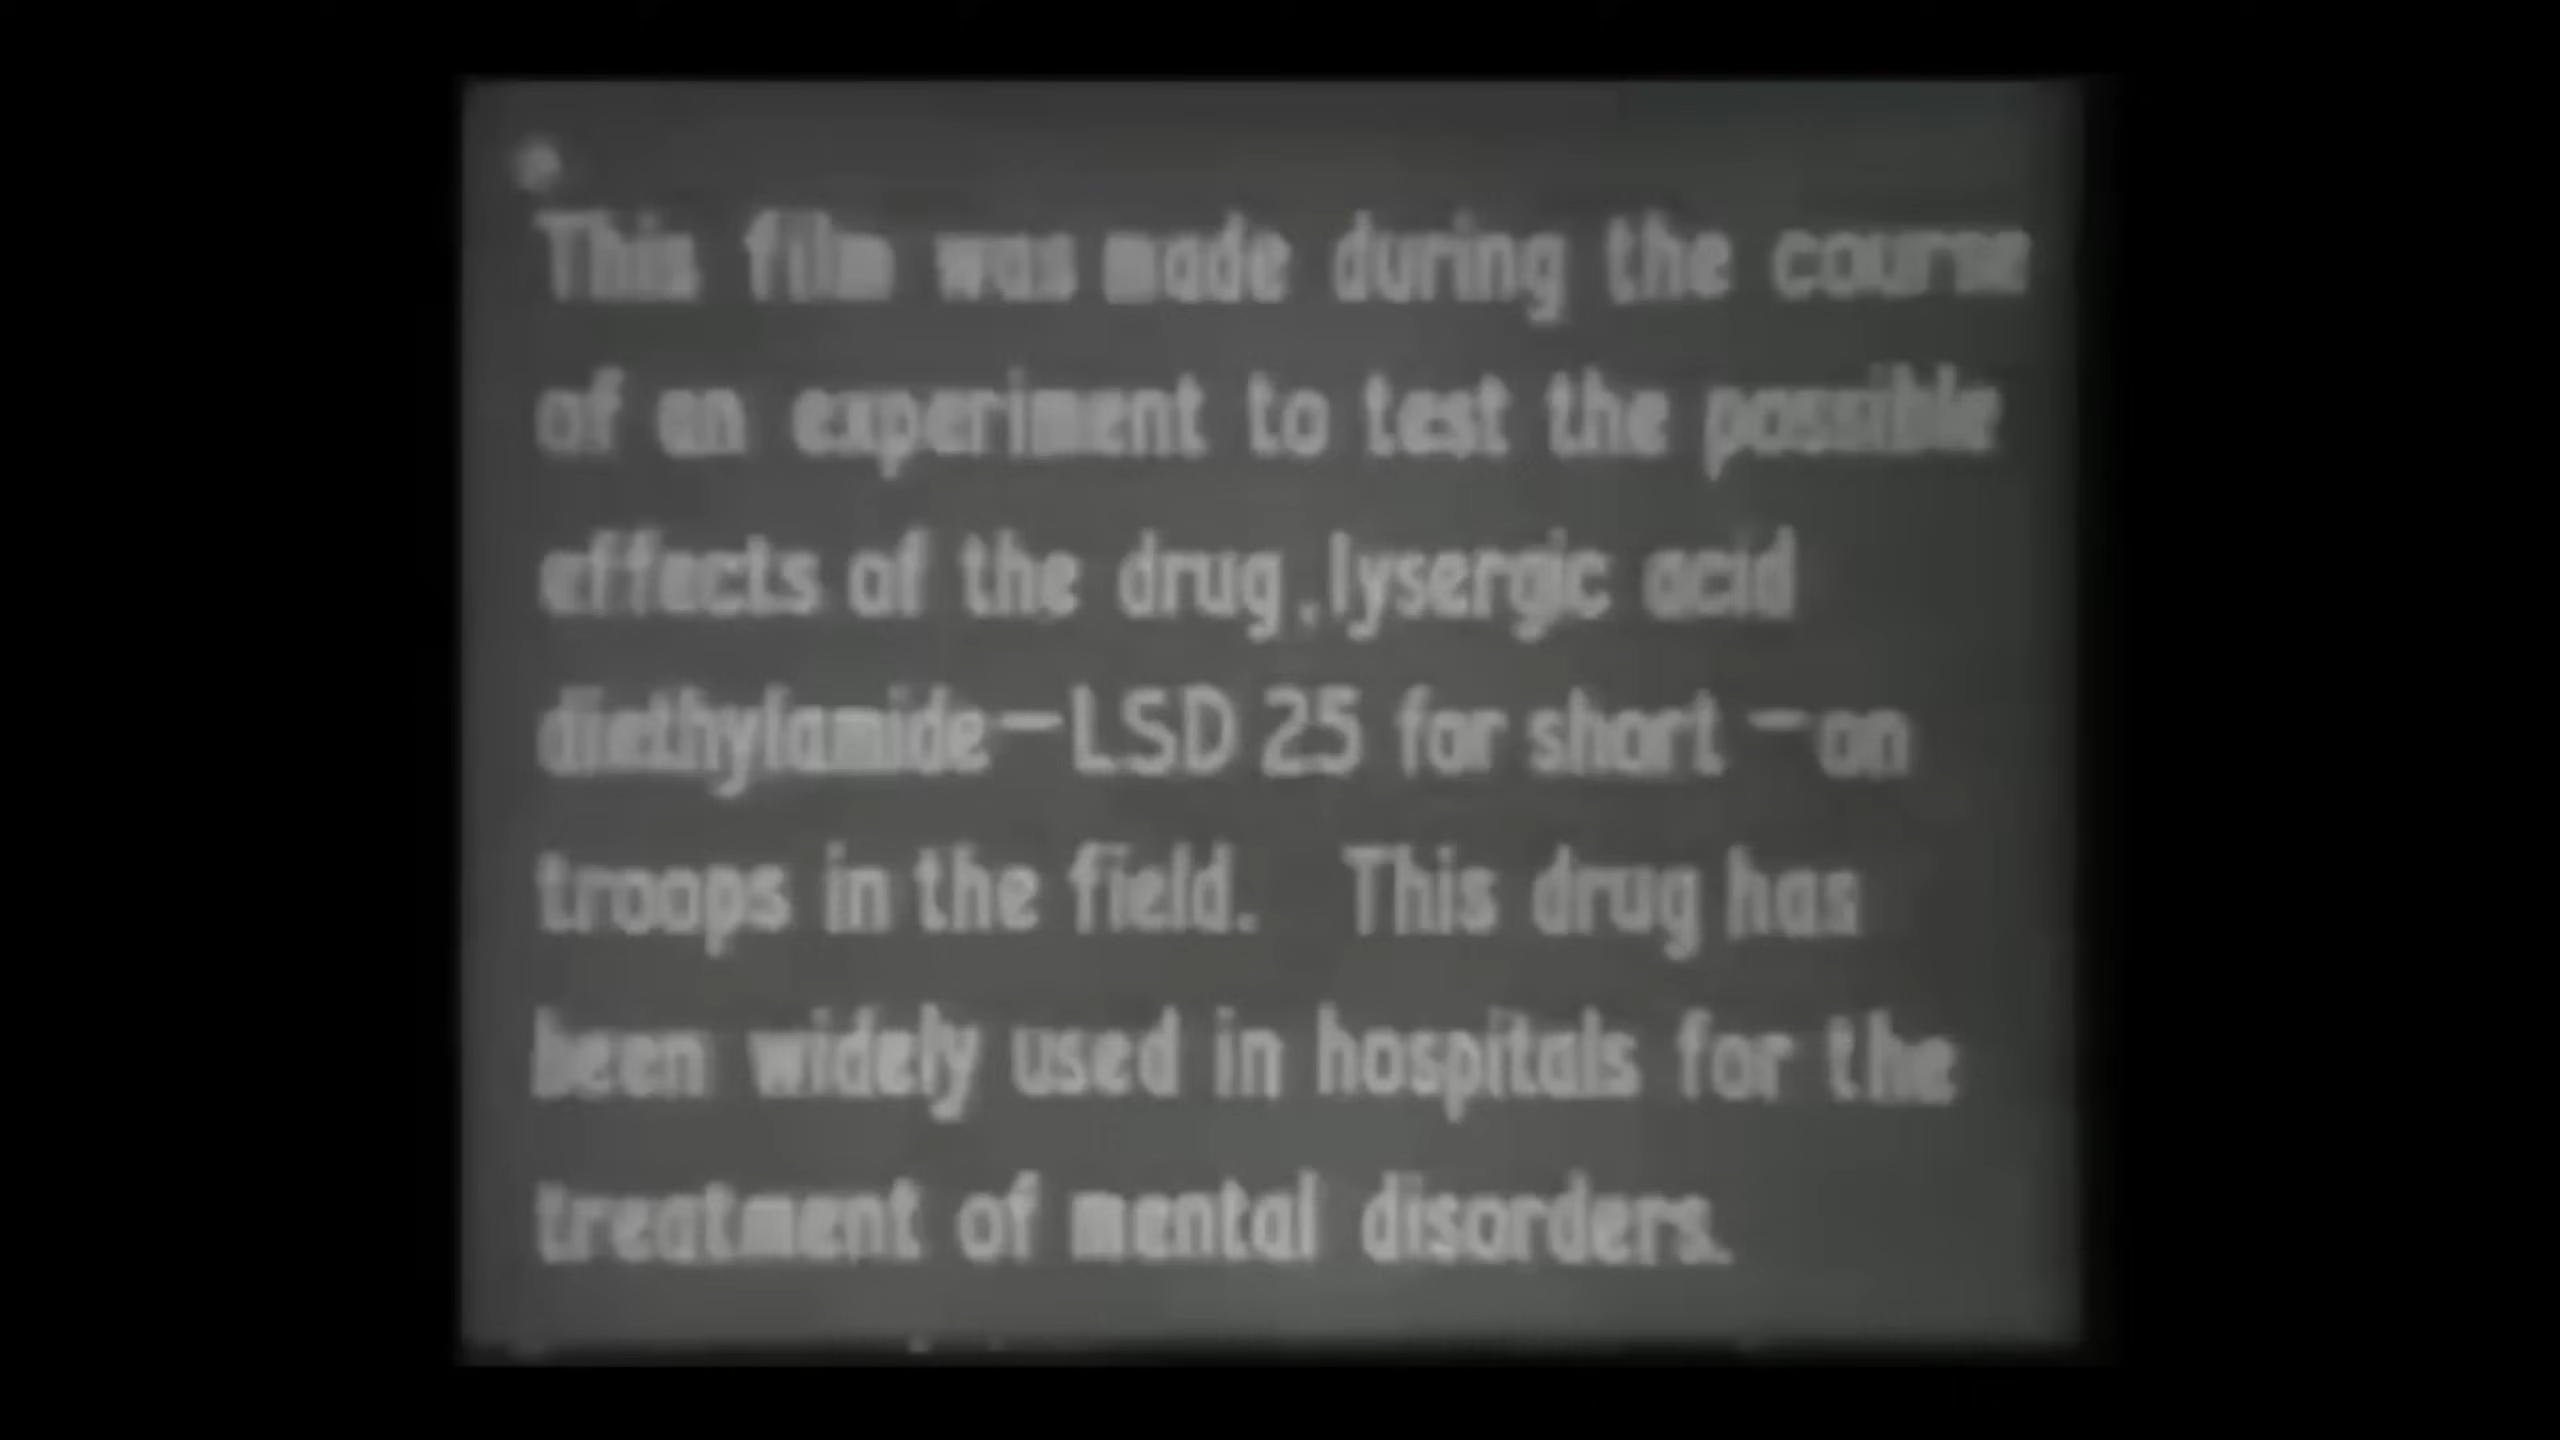 This film was made during the course
of an experiment to test the possible
effects of the drug, lysergic acid
diethylamide—LSD 25 for short—on
troops in the field. This drug has
been widely used in hospitals for the
treatment of mental disorders.